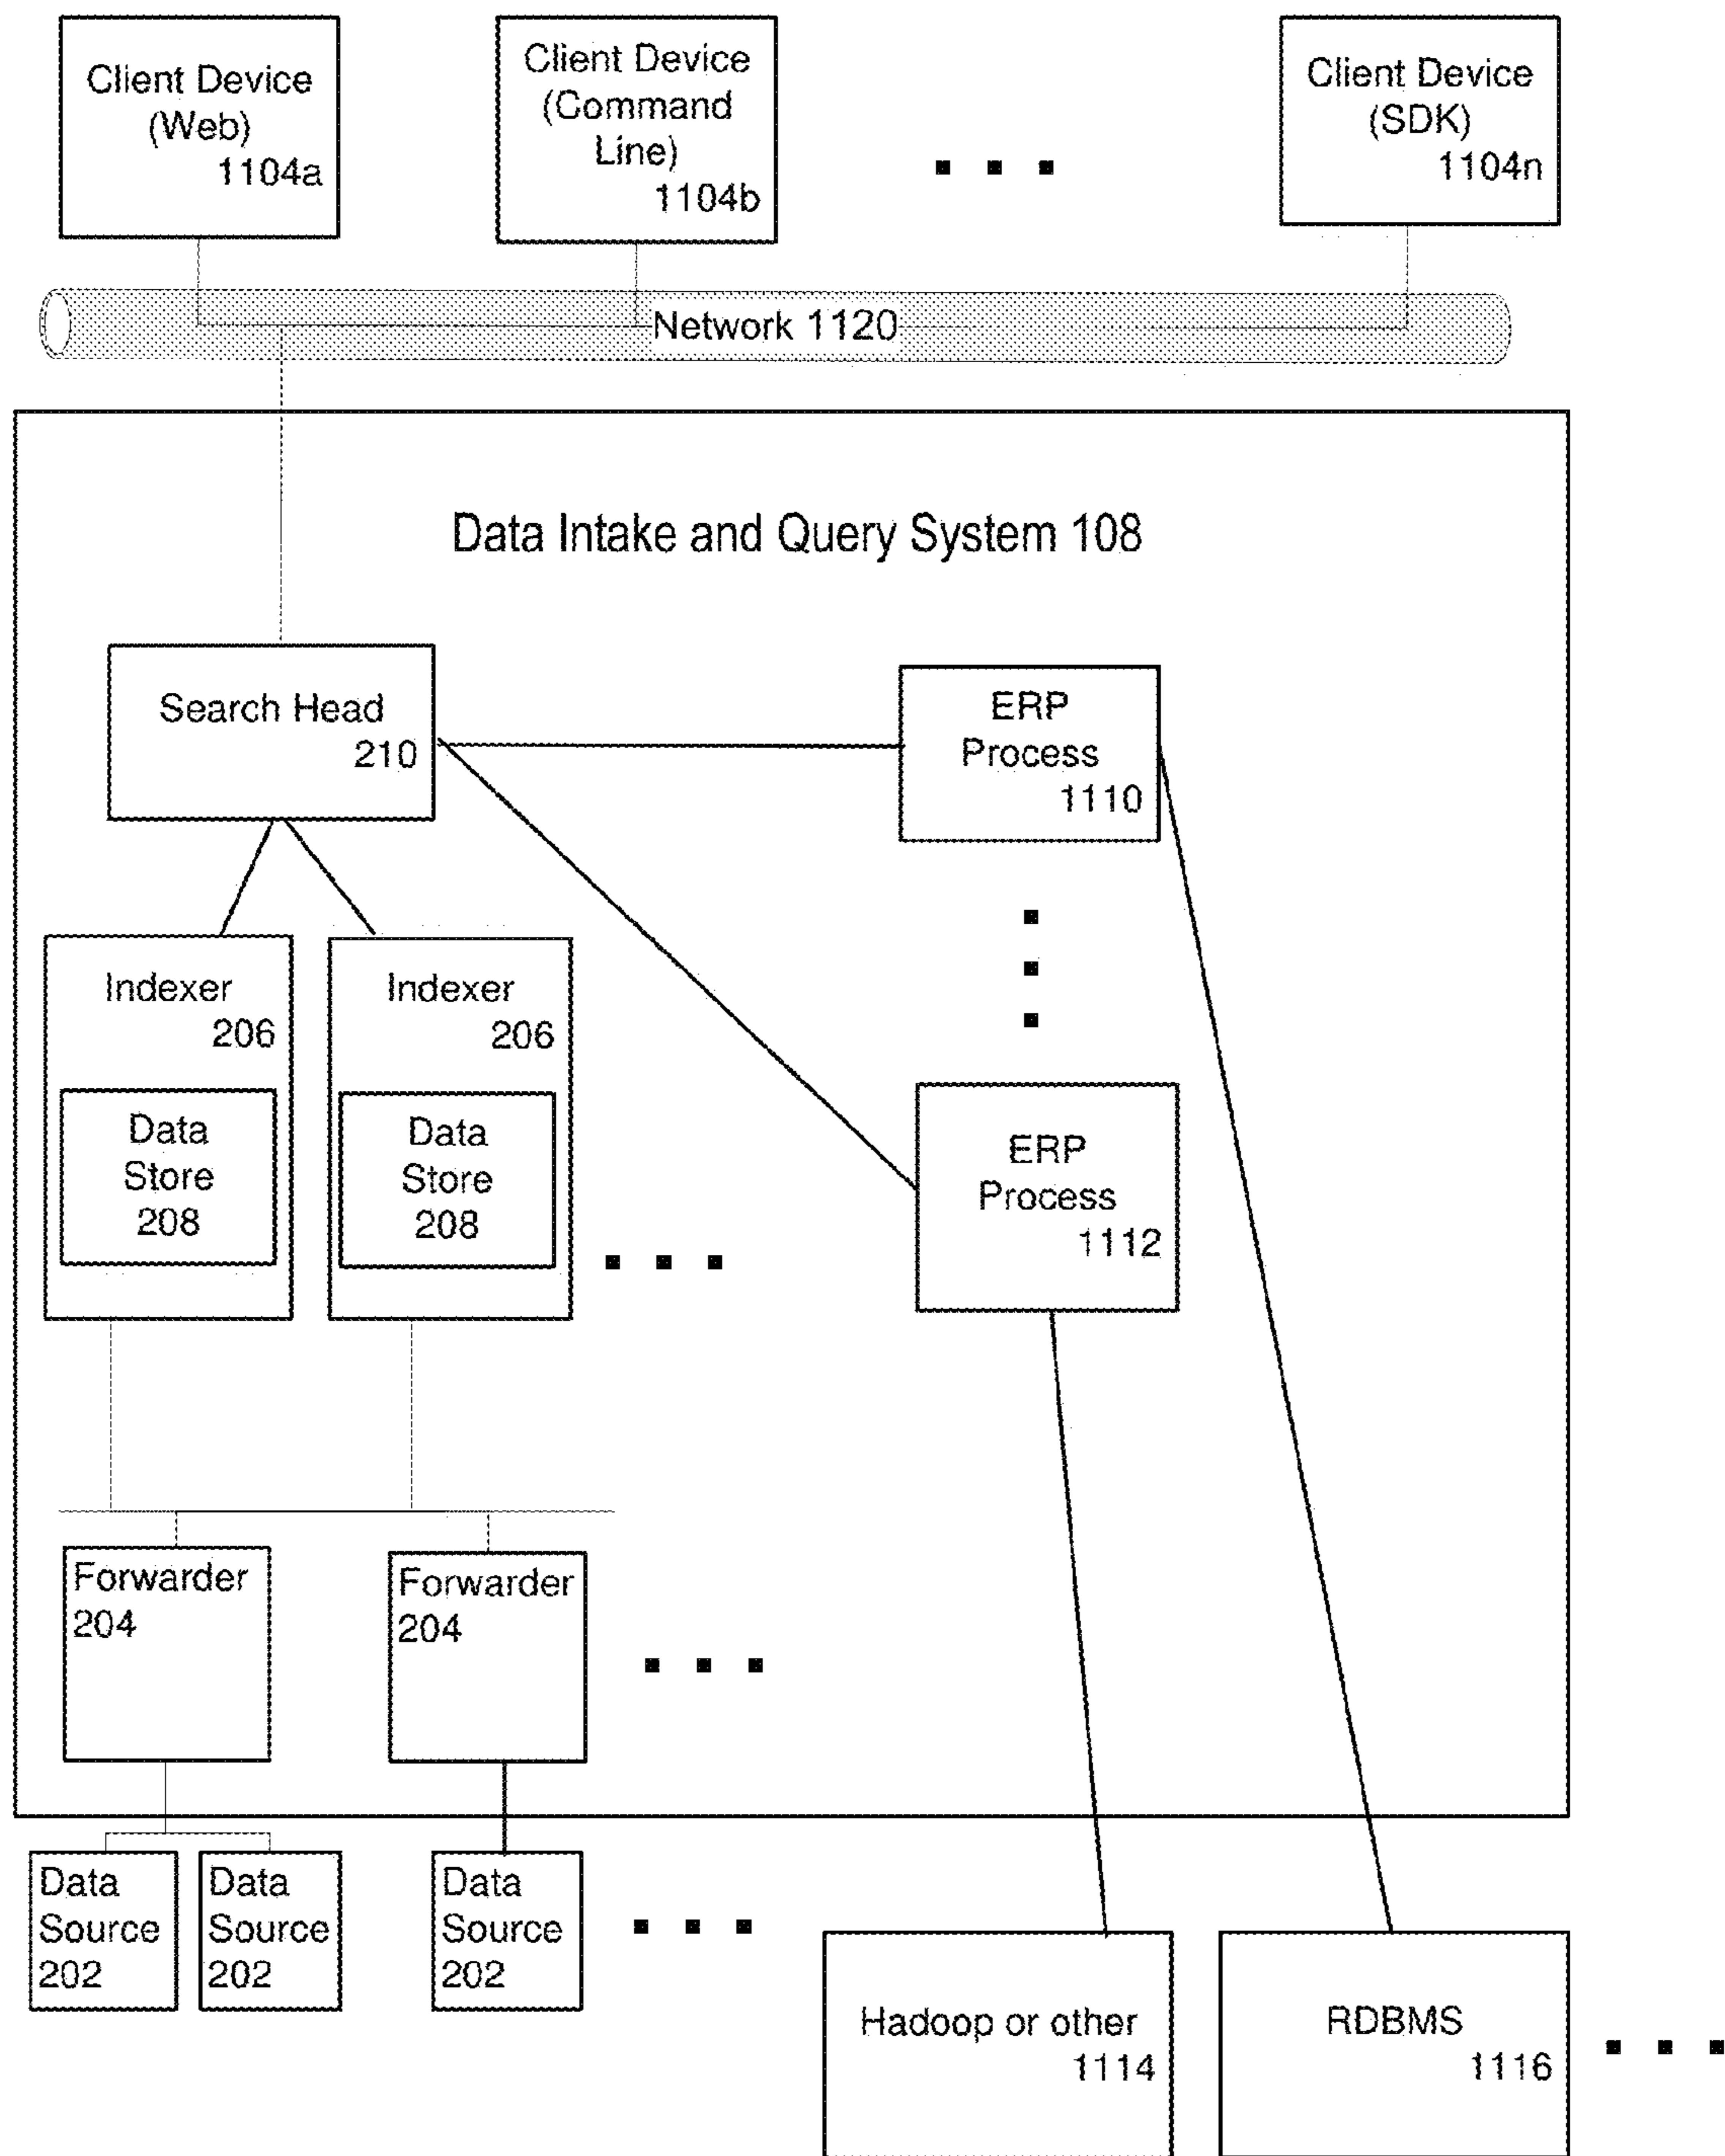 Client Device
(Web)
1104a
Client Device
(Command
Line)
1104b
Client Device
(SDK)
1104n
Network 1120
Data Intake and Query System 108
Search Head
210
ERP
Process
1110
Indexer
206
Data
Store
208
Indexer
206
Data
Store
208
ERP
Process
1112
Forwarder
204
Forwarder
204
Data
Source
202
Data
Source
202
Data
Source
202
Hadoop or other
1114
RDBMS
1116